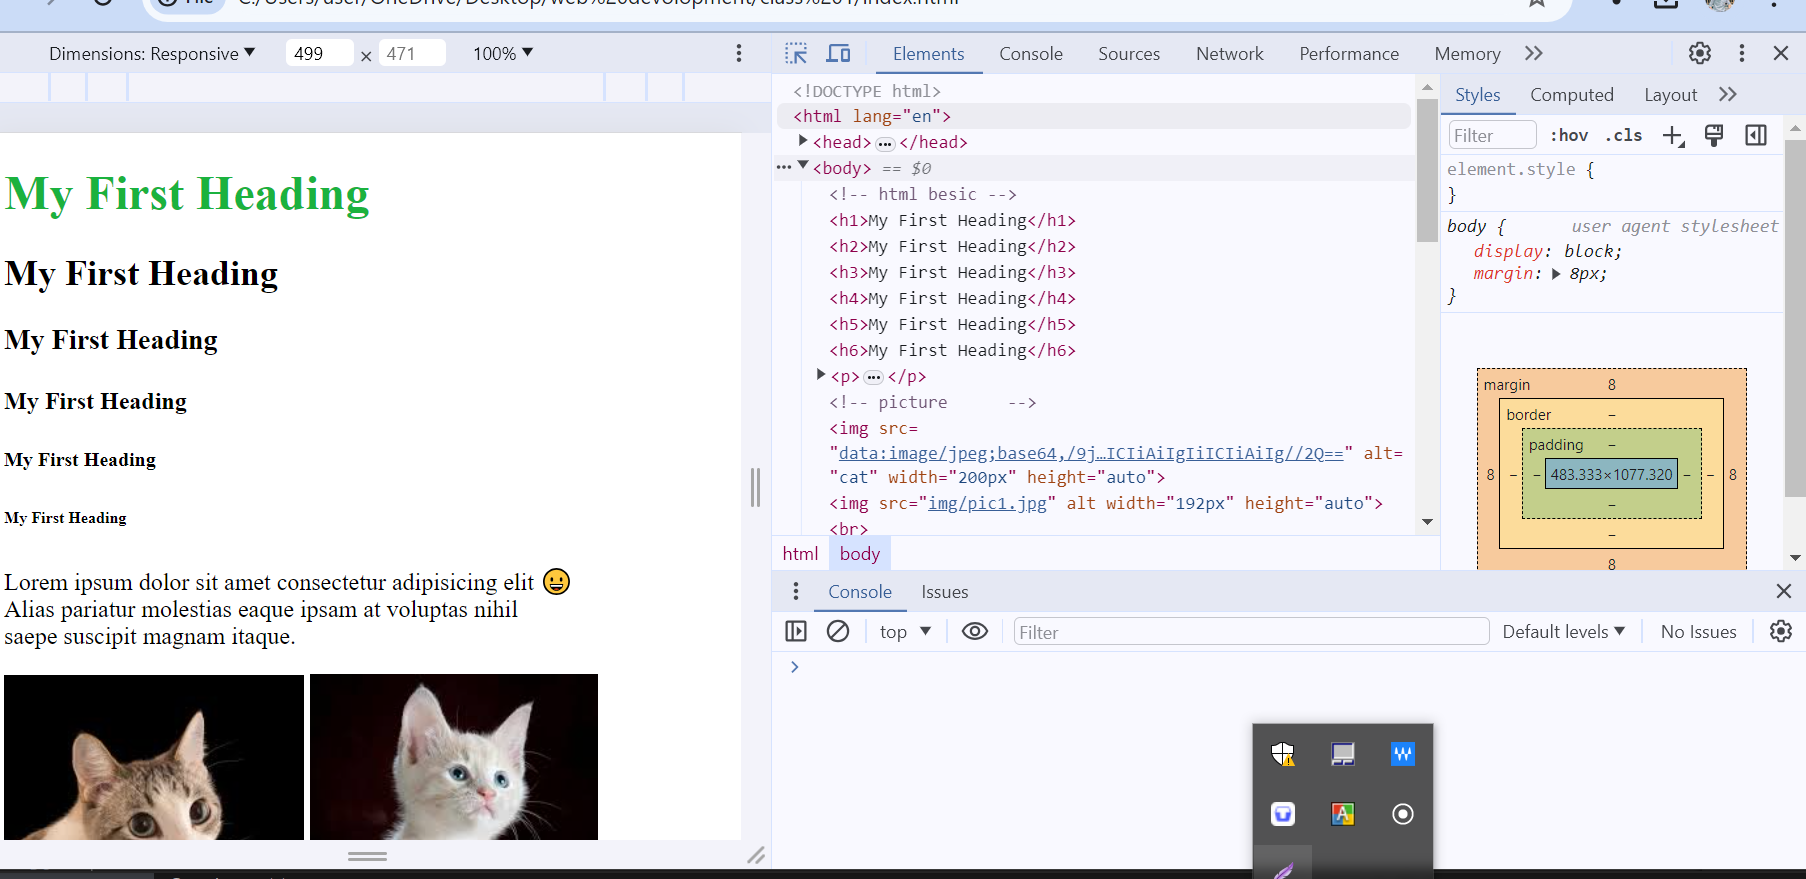 Dimensions: Responsive 499 × 471 100%
My First Heading
My First Heading
My First Heading
My First Heading
My First Heading
My First Heading
Lorem ipsum dolor sit amet consectetur adipisicing elit 😀
Alias pariatur molestias eaque ipsam at voluptas nihil
saepe suscipit magnam itaque.
Elements Console Sources Network Performance Memory
<!DOCTYPE html>
<html lang="en">
<head>…</head>
<body> == $0
<!-- html besic -->
<h1>My First Heading</h1>
<h2>My First Heading</h2>
<h3>My First Heading</h3>
<h4>My First Heading</h4>
<h5>My First Heading</h5>
<h6>My First Heading</h6>
<p>…</p>
<!-- picture      -->
<img src=
"data:image/jpeg;base64,/9j…ICIiAiIgIiiICIiAiIg//2Q==" alt=
"cat" width="200px" height="auto">
<img src="img/pic1.jpg" alt width="192px" height="auto">
<br>
html body
Styles Computed Layout
Filter :hov .cls
element.style {
}
body { user agent stylesheet
display: block;
margin: 8px;
}
margin 8
border –
padding –
8 – – 483.333×1077.320 – – 8
–
–
8
Console Issues
top Filter Default levels No Issues